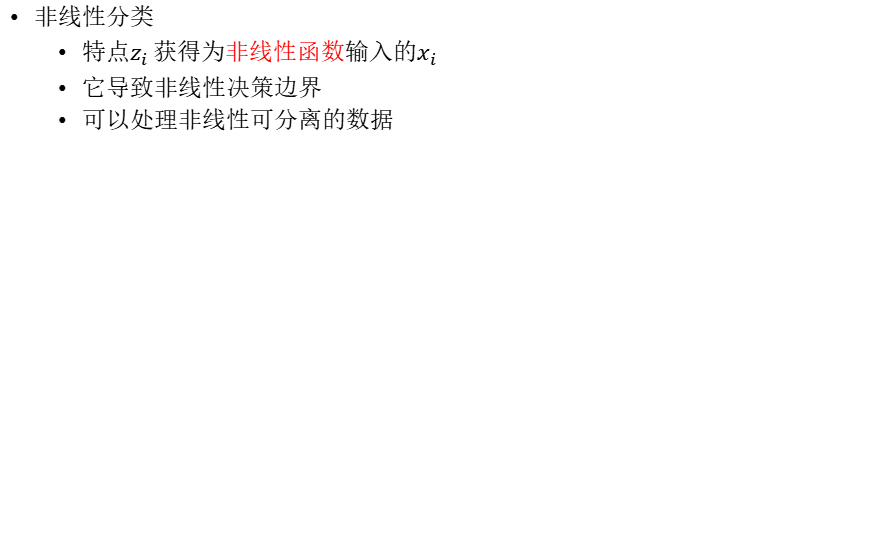 • 非线性分类
• 特点𝑧𝑖 获得为非线性函数输入的𝑥𝑖
• 它导致非线性决策边界
• 可以处理非线性可分离的数据